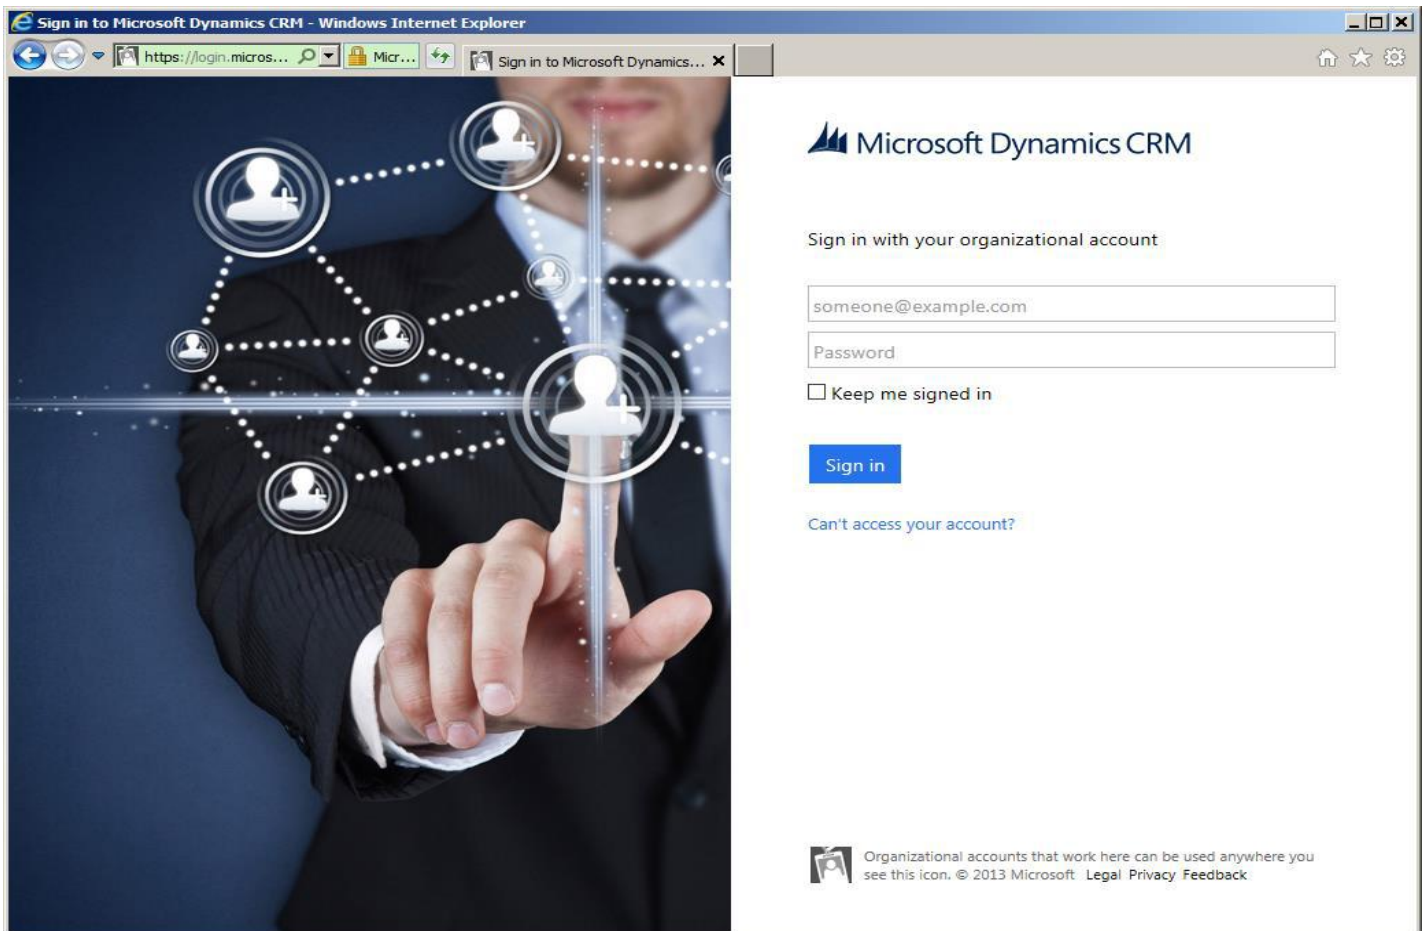 Sign in to Microsoft Dynamics CRM - Windows Internet Explorer
https://login.micros... Micr... Sign in to Microsoft Dynamics...
Microsoft Dynamics CRM
Sign in with your organizational account
someone@example.com
Password
Keep me signed in
Sign in
Can't access your account?
Organizational accounts that work here can be used anywhere you
see this icon. © 2013 Microsoft Legal Privacy Feedback